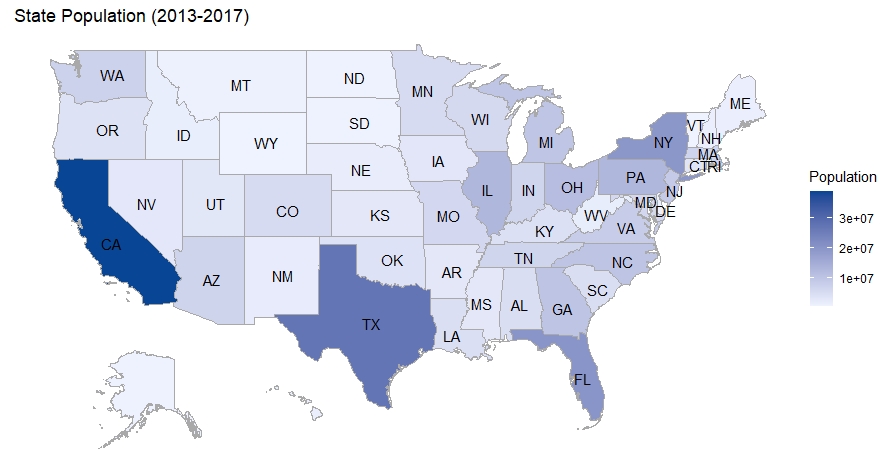 State Population (2013-2017)
WA
MT
ND
MN
ME
OR
ID
SD
WI
MI
NY
VT
NH
WY
MA
IA
CT
RI
NE
PA
NV
UT
CO
IL
IN
OH
NJ
MD
DE
KS
MO
WV
VA
KY
CA
AZ
NM
OK
AR
TN
NC
MS
AL
GA
SC
TX
LA
FL
Population
3e+07
2e+07
1e+07